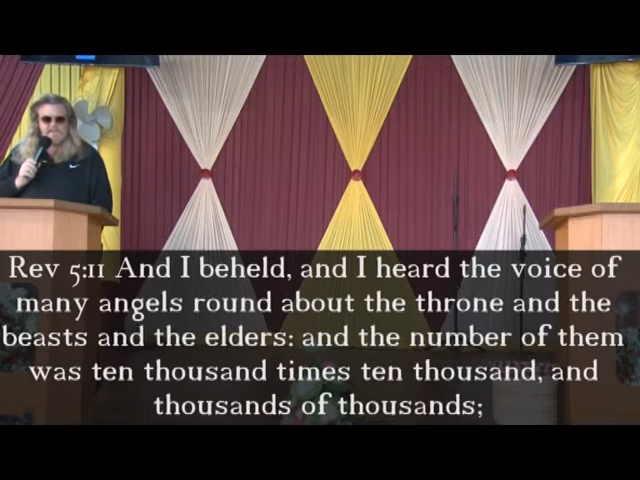 Rev 5:11 And I beheld, and I heard the voice of
many angels round about the throne and the
beasts and the elders: and the number of them
was ten thousand times ten thousand, and
thousands of thousands;